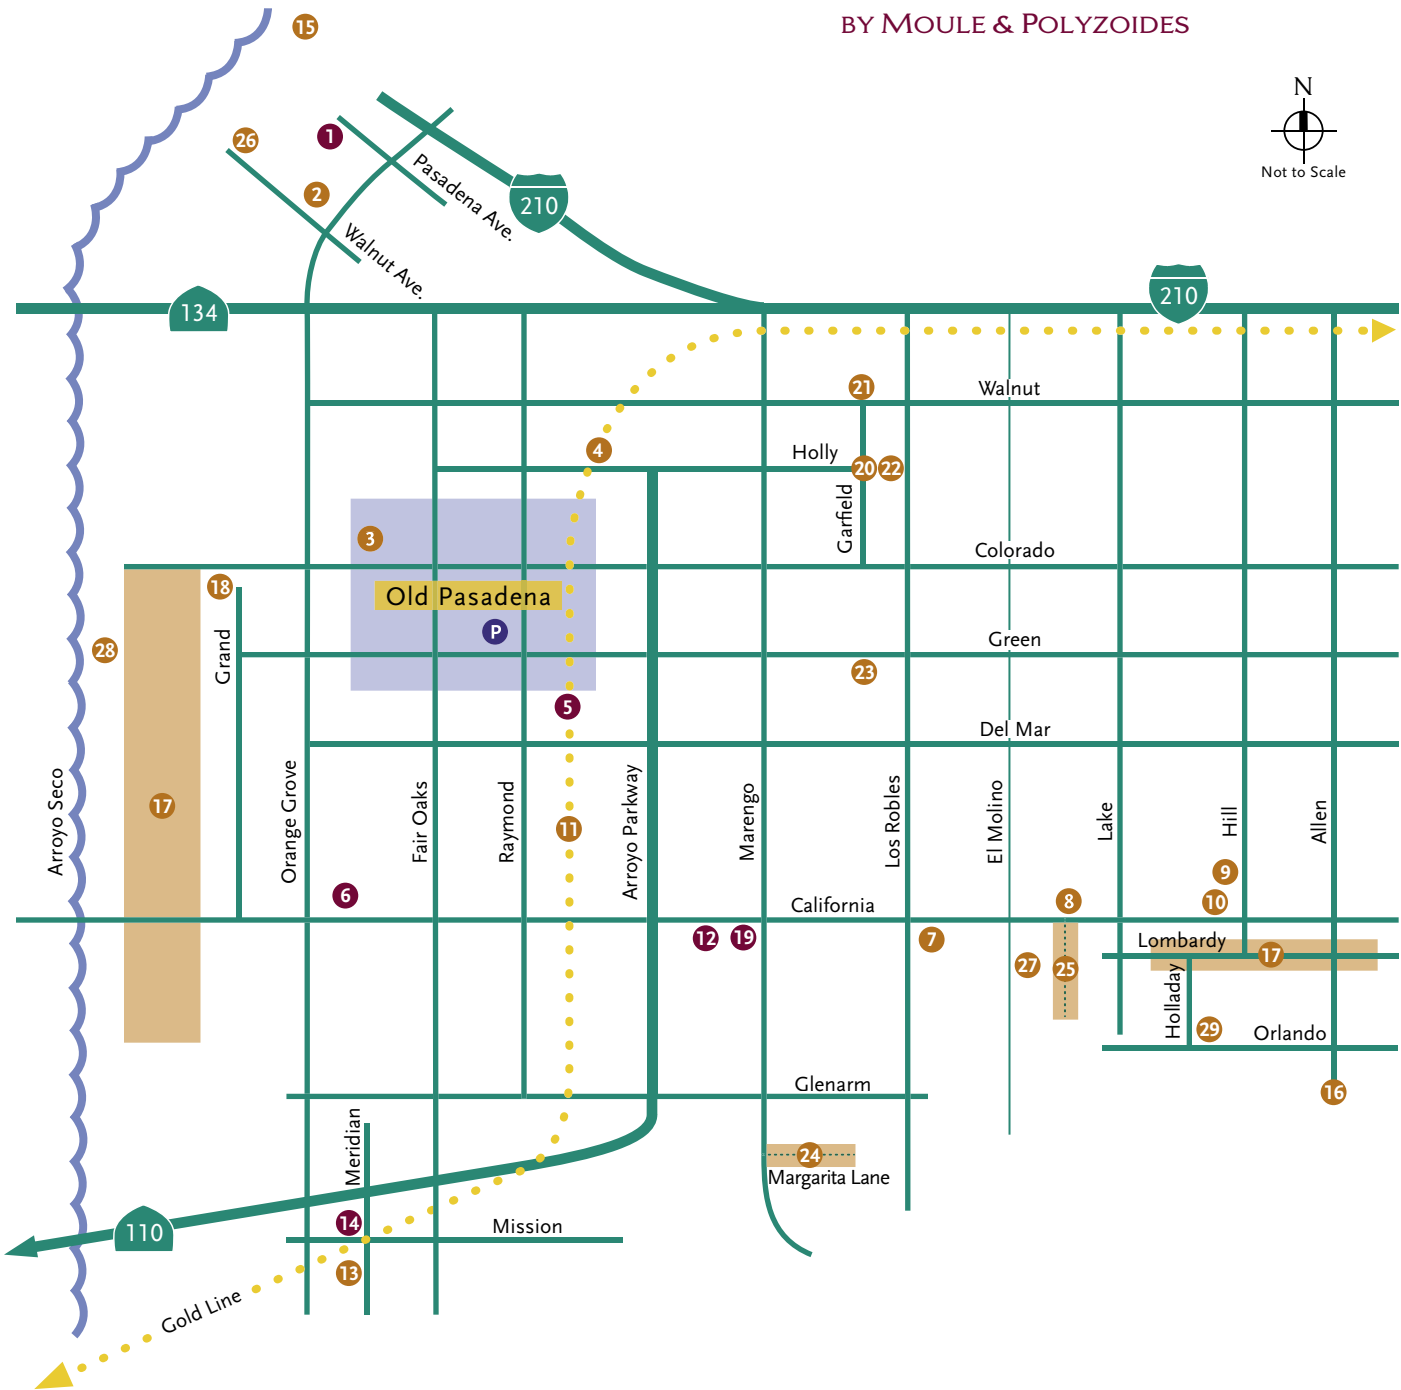 BY MOULE & POLYZOIDES
15
N
Not to Scale
26
1
2
Pasadena Ave.
210
Walnut Ave.
134
210
21
Walnut
4
Holly
20
22
Garfield
3
Colorado
18
Old Pasadena
P
Green
28
Grand
23
5
Del Mar
Arroyo Seco
17
Orange Grove
Fair Oaks
Raymond
11
Arroyo Parkway
Marengo
Los Robles
El Molino
Lake
Hill
Allen
6
9
8
10
California
12
19
7
Lombardy
17
27
25
Holladay
29
Orlando
Glenarm
16
Meridian
24
Margarita Lane
110
14
Mission
13
Gold Line